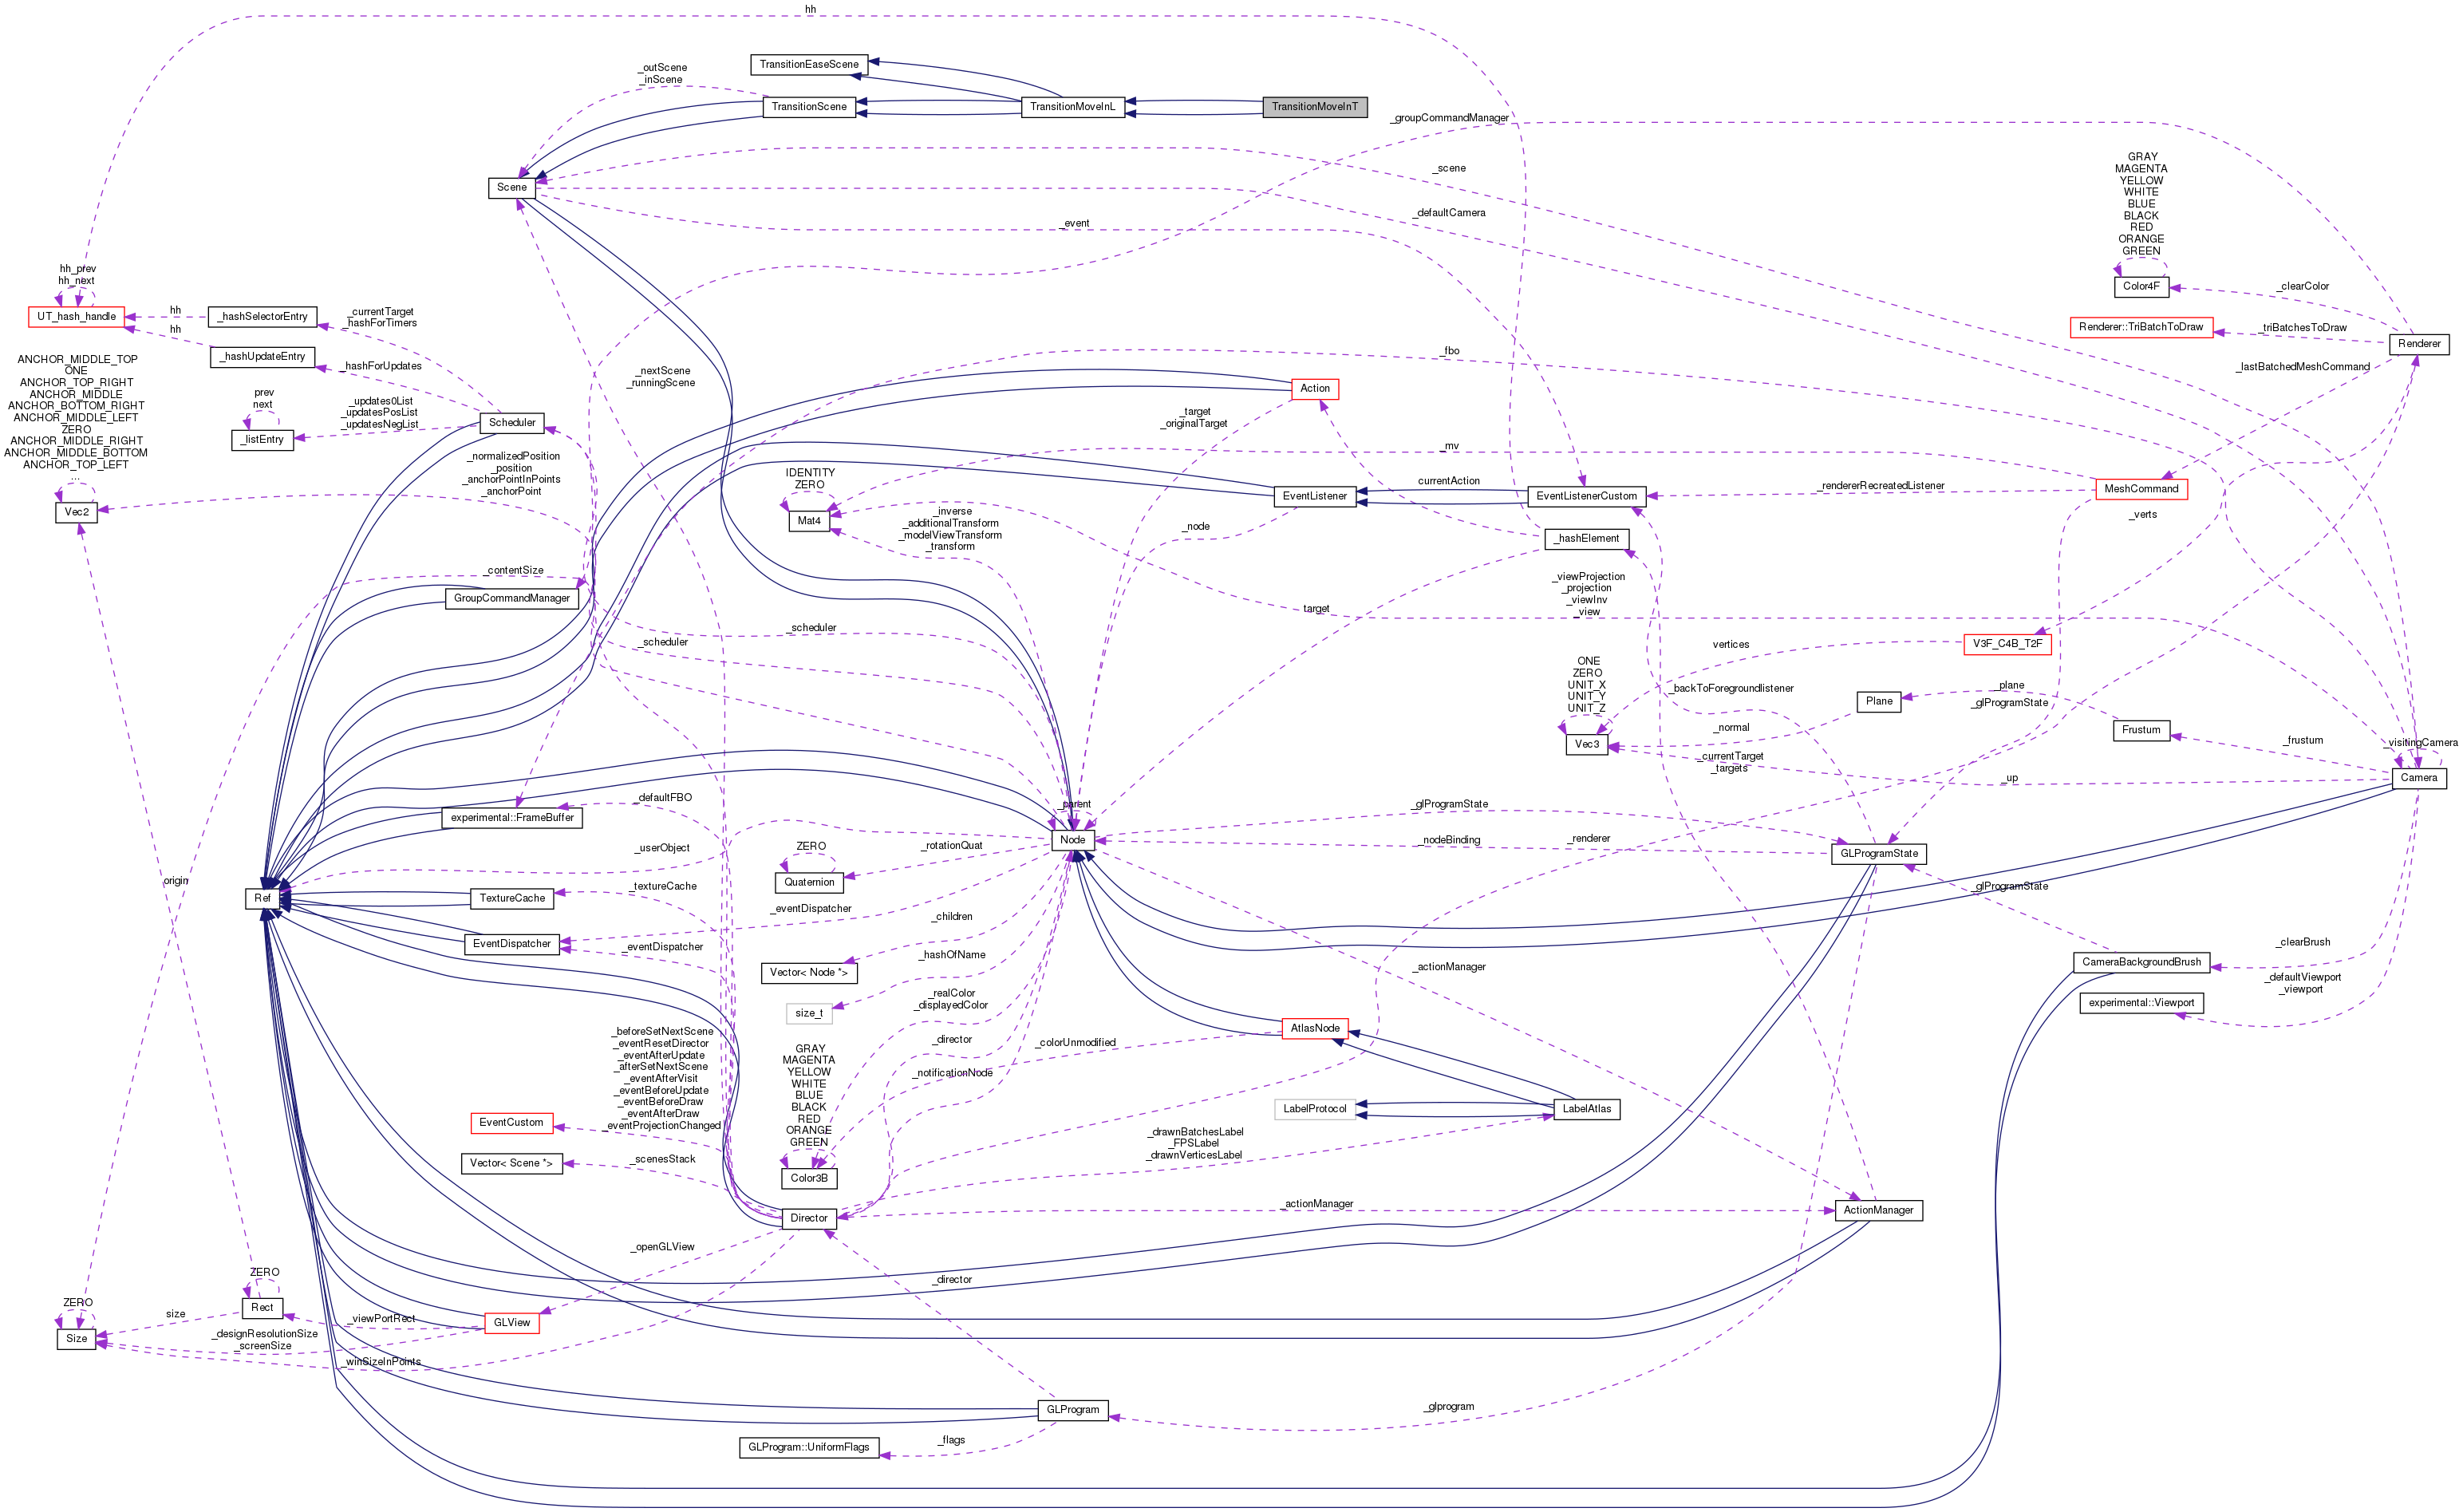 hh
TransitionEaseScene
_outScene
_inScene
TransitionScene
TransitionMoveInL
TransitionMoveInT
_groupCommandManager
GRAY
MAGENTA
YELLOW
WHITE
BLUE
BLACK
RED
ORANGE
GREEN
_scene
Scene
_defaultCamera
_event
hh_prev
hh_next
UT_hash_handle
hh
_hashSelectorEntry
_currentTarget
_hashForTimers
Color4F
_clearColor
Renderer::TriBatchToDraw
_triBatchesToDraw
Renderer
hh
_hashUpdateEntry
_hashForUpdates
_nextScene
_runningScene
_fbo
_lastBatchedMeshCommand
ANCHOR_MIDDLE_TOP
ONE
ANCHOR_TOP_RIGHT
ANCHOR_MIDDLE
ANCHOR_BOTTOM_RIGHT
ANCHOR_MIDDLE_LEFT
ZERO
ANCHOR_MIDDLE_RIGHT
ANCHOR_MIDDLE_BOTTOM
ANCHOR_TOP_LEFT
...
Vec2
prev
next
_listEntry
_updates0List
_updatesPosList
_updatesNegList
Scheduler
Action
_target
_originalTarget
_mv
_normalizedPosition
_position
_anchorPointInPoints
_anchorPoint
IDENTITY
ZERO
Mat4
EventListener
currentAction
EventListenerCustom
_rendererRecreatedListener
MeshCommand
_inverse
_additionalTransform
_modelViewTransform
_transform
_node
_hashElement
_verts
_contentSize
GroupCommandManager
_viewProjection
_projection
_viewInv
_view
target
_scheduler
_scheduler
vertices
V3F_C4B_T2F
ONE
ZERO
UNIT_X
UNIT_Y
UNIT_Z
Vec3
_backToForegroundlistener
Plane
_plane
_glProgramState
_normal
Frustum
_frustum
_visitingCamera
Camera
_currentTarget
_targets
_up
_defaultFBO
experimental::FrameBuffer
_parent
Node
_glProgramState
_nodeBinding
_renderer
GLProgramState
_userObject
_rotationQuat
ZERO
Quaternion
_glProgramState
Ref
TextureCache
_textureCache
_eventDispatcher
_children
EventDispatcher
_eventDispatcher
_hashOfName
Vector< Node *>
_actionManager
_clearBrush
CameraBackgroundBrush
_defaultViewport
_viewport
experimental::Viewport
origin
size_t
_realColor
_displayedColor
AtlasNode
_director
_colorUnmodified
_beforeSetNextScene
_eventResetDirector
_eventAfterUpdate
_afterSetNextScene
_eventAfterVisit
_eventBeforeUpdate
_eventBeforeDraw
_eventAfterDraw
_eventProjectionChanged
EventCustom
GRAY
MAGENTA
YELLOW
WHITE
BLUE
BLACK
RED
ORANGE
GREEN
Color3B
_notificationNode
LabelProtocol
LabelAtlas
_drawnBatchesLabel
_FPSLabel
_drawnVerticesLabel
Vector< Scene *>
_scenesStack
Director
_actionManager
ActionManager
_openGLView
_director
ZERO
Rect
ZERO
Size
size
_viewPortRect
GLView
_designResolutionSize
_screenSize
_winSizeInPoints
GLProgram
_glprogram
GLProgram::UniformFlags
_flags